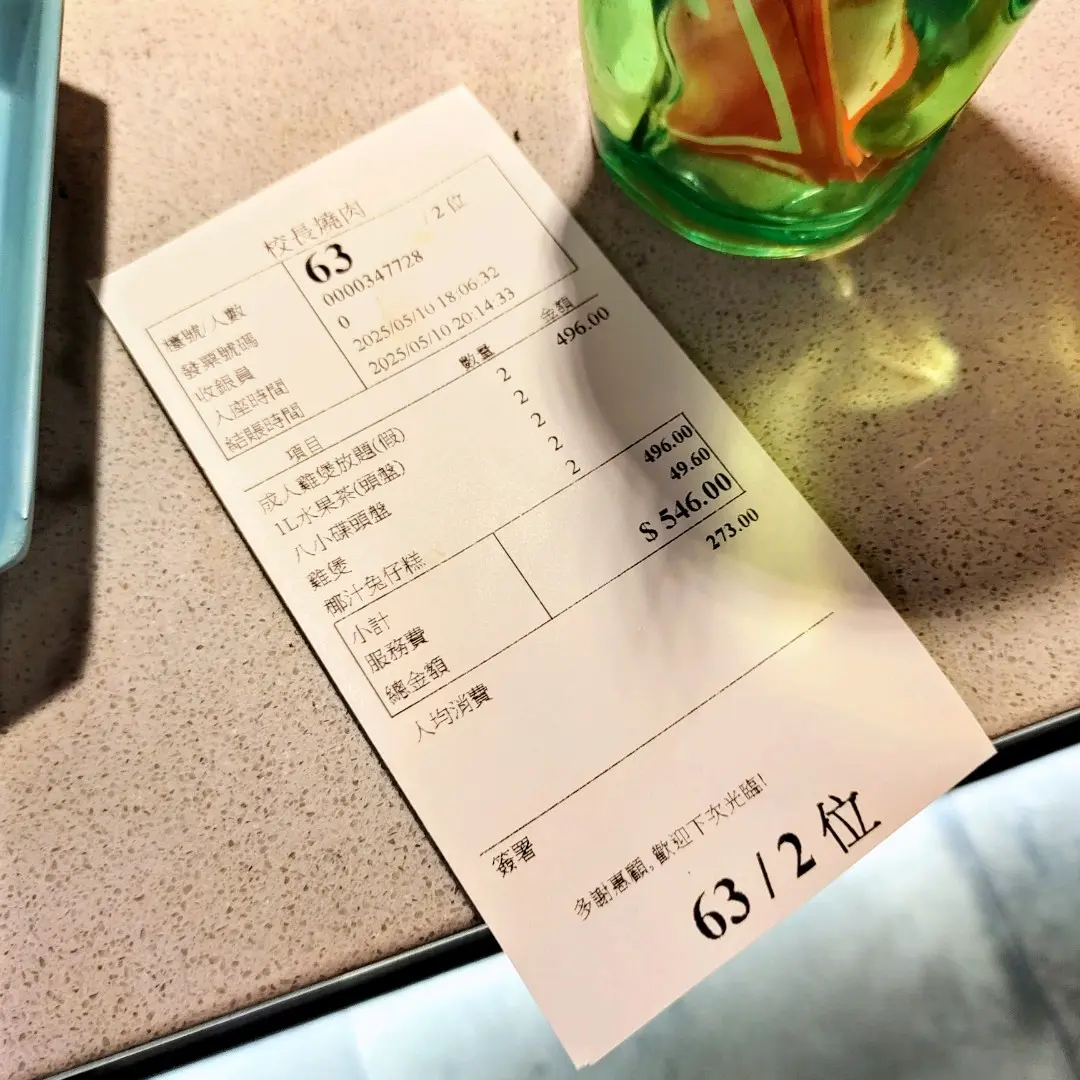 校長燒肉
檯號/人數 63 / 2 位
發票號碼 0000347728
收銀員 0
入座時間 2025/05/10 18:06:32
結賬時間 2025/05/10 20:14:33
項目 數量 金額
成人雞煲放題(假) 2 496.00
1L水果茶(頭盤) 2
八小碟頭盤 2
雞煲 2
椰汁兔仔糕 2
小計 496.00
服務費 49.60
總金額 $ 546.00
人均消費 273.00
簽署
多謝惠顧,歡迎下次光臨!
63 / 2 位